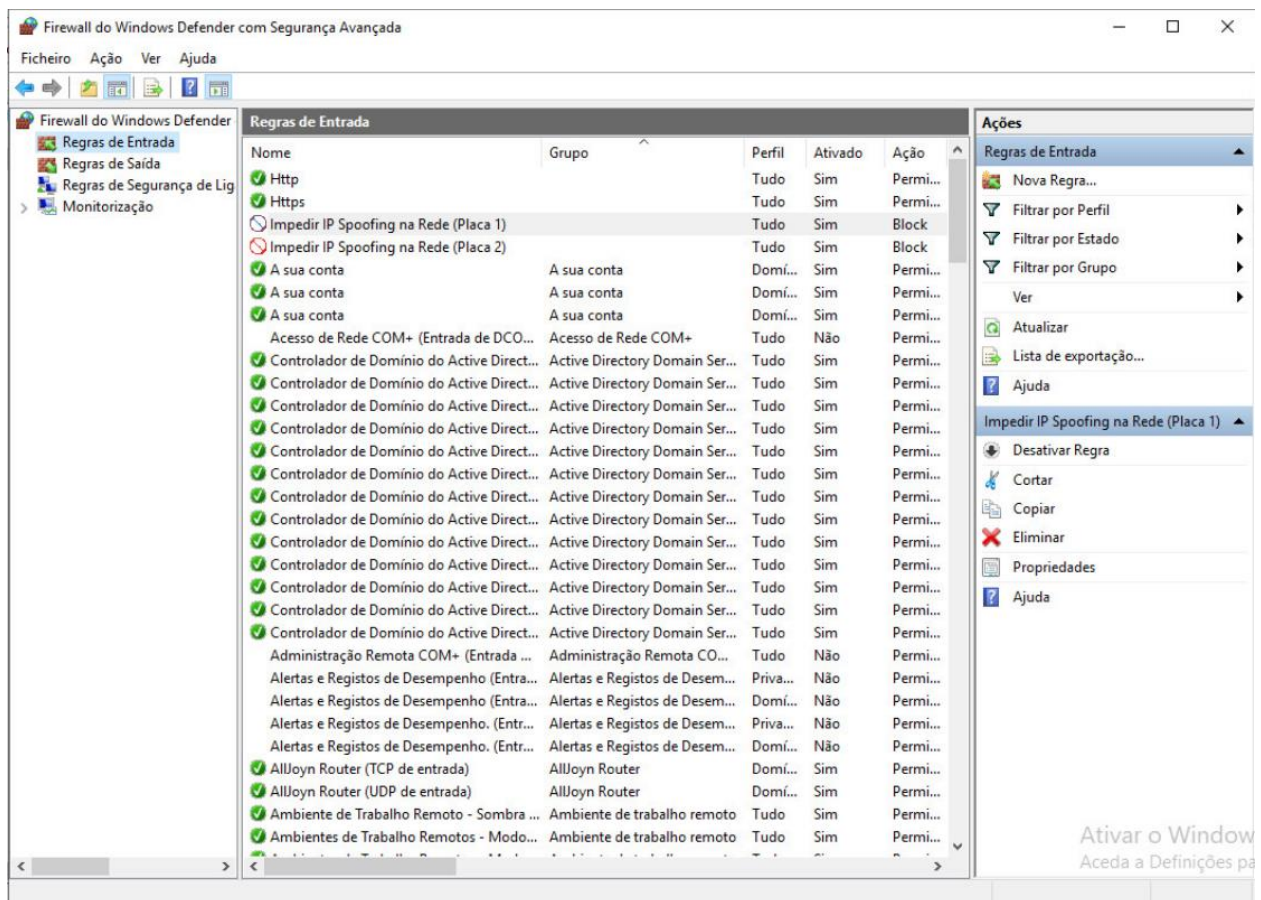 Firewall do Windows Defender com Segurança Avançada
Ficheiro Ação Ver Ajuda
Firewall do Windows Defender
Regras de Entrada
Regras de Saída
Regras de Segurança de Lig
Monitorização
Regras de Entrada
Nome Grupo Perfil Ativado Ação
Http Tudo Sim Permi...
Https Tudo Sim Permi...
Impedir IP Spoofing na Rede (Placa 1) Tudo Sim Block
Impedir IP Spoofing na Rede (Placa 2) Tudo Sim Block
A sua conta A sua conta Domí... Sim Permi...
A sua conta A sua conta Domí... Sim Permi...
A sua conta A sua conta Domí... Sim Permi...
Acesso de Rede COM+ (Entrada de DCO... Acesso de Rede COM+ Tudo Não Permi...
Controlador de Domínio do Active Direct... Active Directory Domain Ser... Tudo Sim Permi...
Controlador de Domínio do Active Direct... Active Directory Domain Ser... Tudo Sim Permi...
Controlador de Domínio do Active Direct... Active Directory Domain Ser... Tudo Sim Permi...
Controlador de Domínio do Active Direct... Active Directory Domain Ser... Tudo Sim Permi...
Controlador de Domínio do Active Direct... Active Directory Domain Ser... Tudo Sim Permi...
Controlador de Domínio do Active Direct... Active Directory Domain Ser... Tudo Sim Permi...
Controlador de Domínio do Active Direct... Active Directory Domain Ser... Tudo Sim Permi...
Controlador de Domínio do Active Direct... Active Directory Domain Ser... Tudo Sim Permi...
Controlador de Domínio do Active Direct... Active Directory Domain Ser... Tudo Sim Permi...
Controlador de Domínio do Active Direct... Active Directory Domain Ser... Tudo Sim Permi...
Controlador de Domínio do Active Direct... Active Directory Domain Ser... Tudo Sim Permi...
Controlador de Domínio do Active Direct... Active Directory Domain Ser... Tudo Sim Permi...
Controlador de Domínio do Active Direct... Active Directory Domain Ser... Tudo Sim Permi...
Administração Remota COM+ (Entrada ... Administração Remota CO... Tudo Não Permi...
Alertas e Registos de Desempenho (Entra... Alertas e Registos de Desem... Priva... Não Permi...
Alertas e Registos de Desempenho (Entra... Alertas e Registos de Desem... Domí... Não Permi...
Alertas e Registos de Desempenho. (Entr... Alertas e Registos de Desem... Priva... Não Permi...
Alertas e Registos de Desempenho. (Entr... Alertas e Registos de Desem... Domí... Não Permi...
AllJoyn Router (TCP de entrada) AllJoyn Router Domí... Sim Permi...
AllJoyn Router (UDP de entrada) AllJoyn Router Domí... Sim Permi...
Ambiente de Trabalho Remoto - Sombra ... Ambiente de trabalho remoto Tudo Sim Permi...
Ambientes de Trabalho Remotos - Modo... Ambiente de trabalho remoto Tudo Sim Permi...
Ações
Regras de Entrada
Nova Regra...
Filtrar por Perfil
Filtrar por Estado
Filtrar por Grupo
Ver
Atualizar
Lista de exportação...
Ajuda
Impedir IP Spoofing na Rede (Placa 1)
Desativar Regra
Cortar
Copiar
Eliminar
Propriedades
Ajuda
Ativar o Window
Aceda a Definições pa